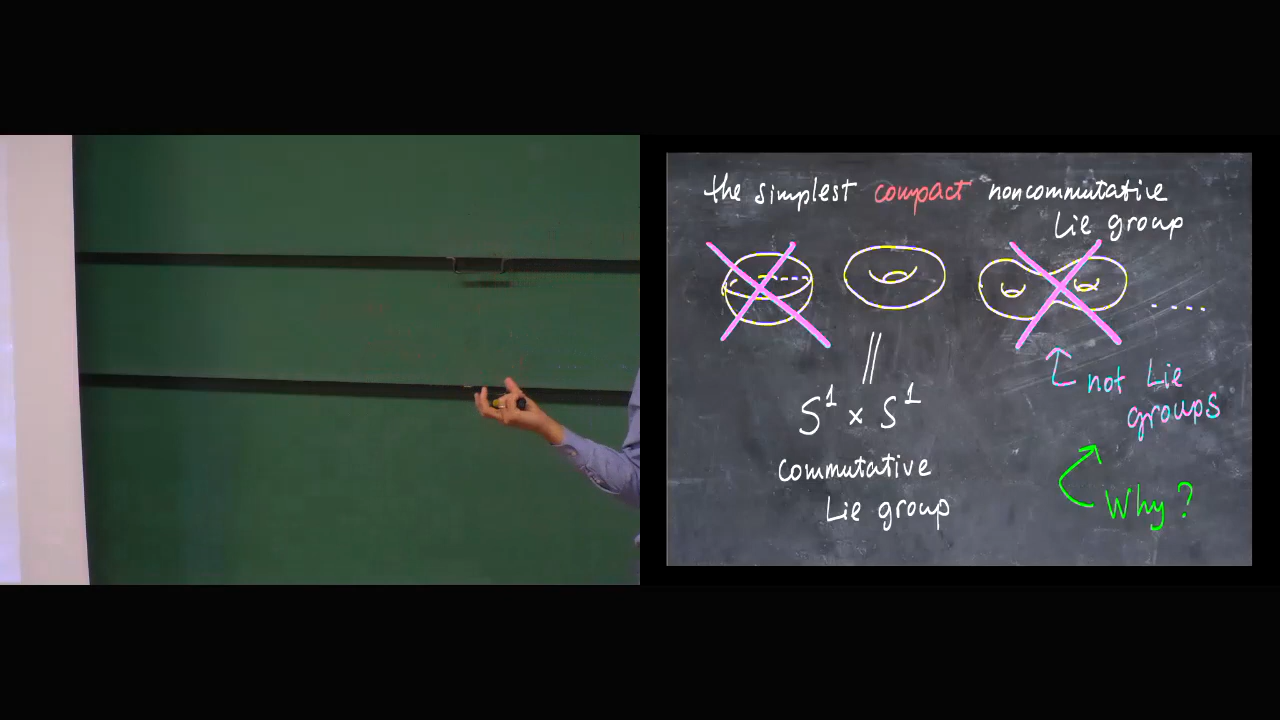 the simplest compact noncommutative
Lie group
. . . .
//
S¹ × S¹
not Lie
groups
commutative
Lie group
Why?